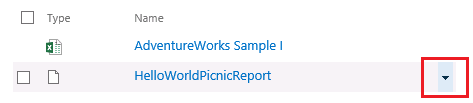 Type Name
AdventureWorks Sample I
HelloWorldPicnicReport